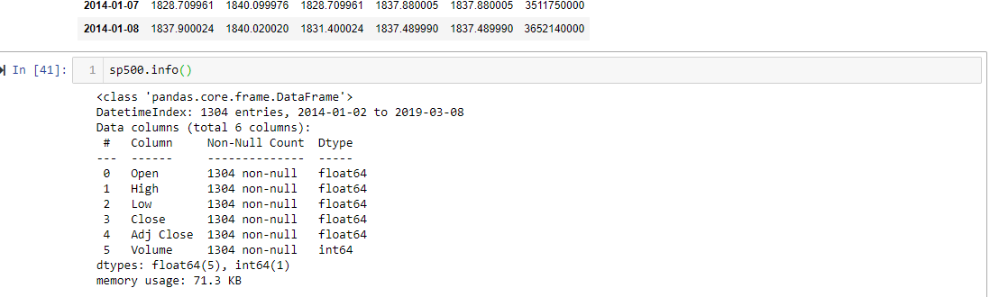 2014-01-07 1828.709961 1840.099976 1828.709961 1837.880005 1837.880005 3511750000
2014-01-08 1837.900024 1840.020020 1831.400024 1837.489990 1837.489990 3652140000
In [41]: 1 sp500.info()
<class 'pandas.core.frame.DataFrame'>
DatetimeIndex: 1304 entries, 2014-01-02 to 2019-03-08
Data columns (total 6 columns):
# Column Non-Null Count Dtype
--- ------ -------------- -----
0 Open 1304 non-null float64
1 High 1304 non-null float64
2 Low 1304 non-null float64
3 Close 1304 non-null float64
4 Adj Close 1304 non-null float64
5 Volume 1304 non-null int64
dtypes: float64(5), int64(1)
memory usage: 71.3 KB